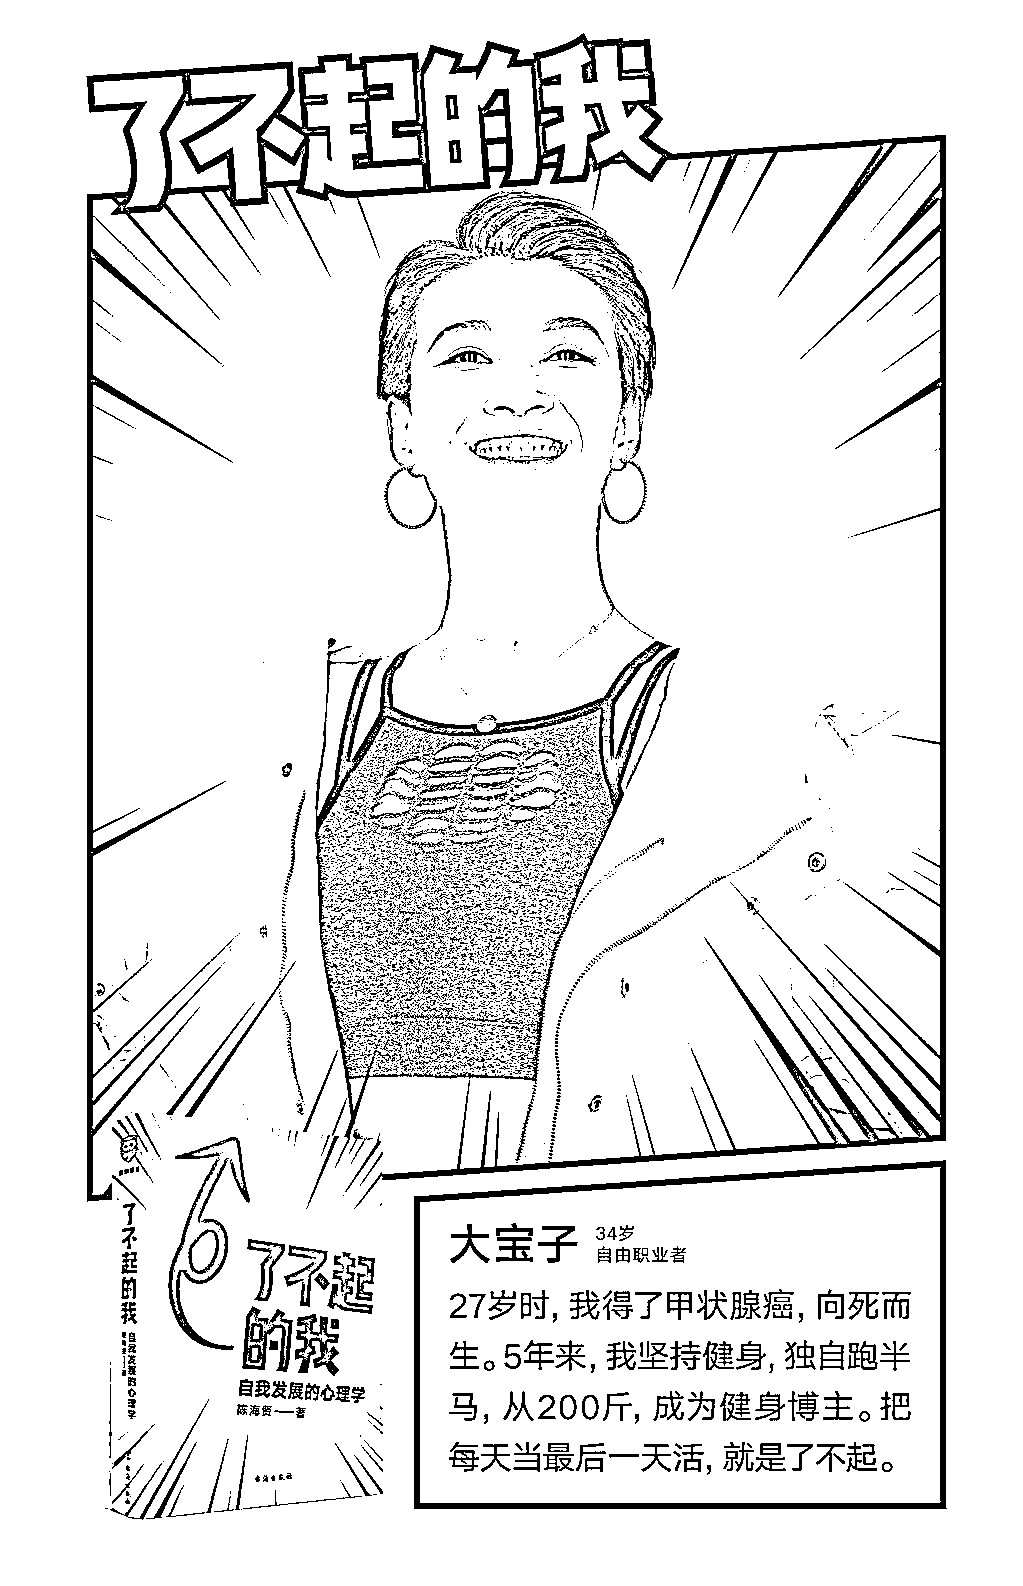 了不起的我
大宝子
34岁
自由职业者
27岁时，我得了甲状腺癌，向死而
生。5年来，我坚持健身，独自跑半
马，从200斤，成为健身博主。把
每天当最后一天活，就是了不起。
了不起的我
自我发展的心理学
了不起
的我
自我发展的心理学
陈海贤——著
台海出版社